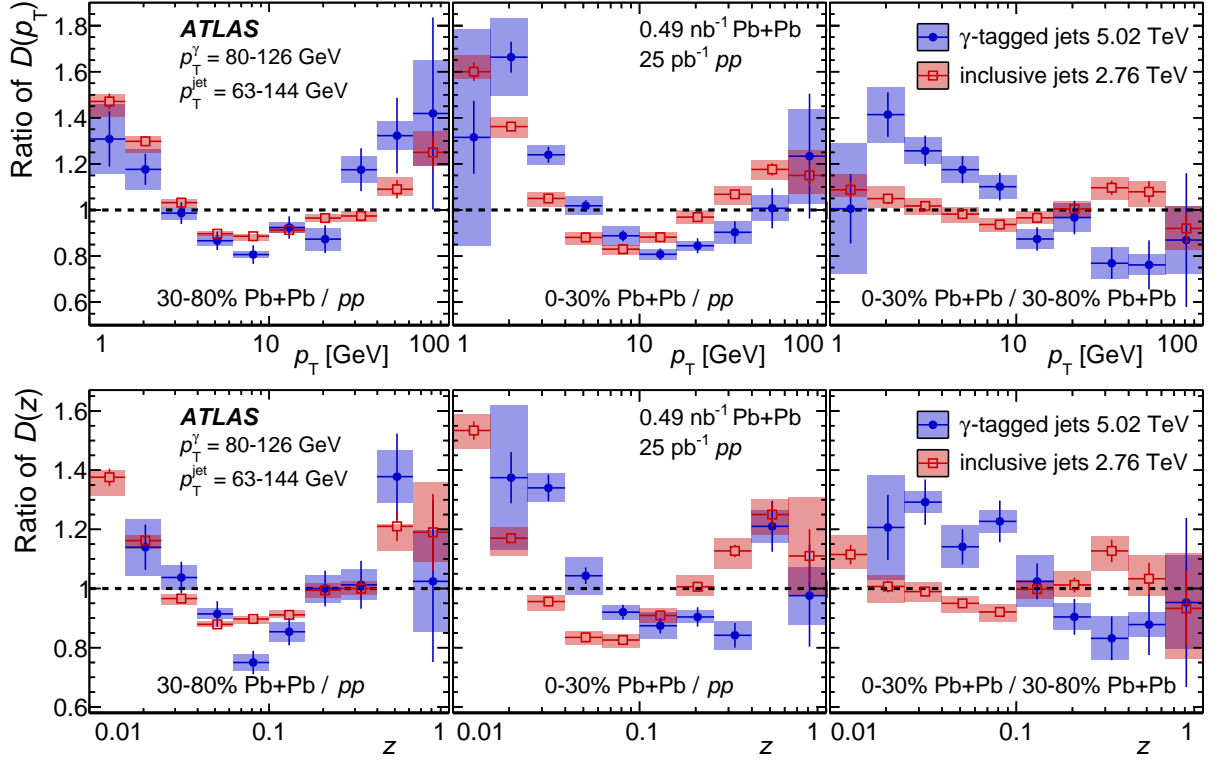 Ratio of D(p_T)
1.8
1.6
1.4
1.2
1
0.8
0.6
ATLAS
p_T^γ = 80-126 GeV
p_T^jet = 63-144 GeV
30-80% Pb+Pb / pp
0.49 nb⁻¹ Pb+Pb
25 pb⁻¹ pp
0-30% Pb+Pb / pp
γ-tagged jets 5.02 TeV
inclusive jets 2.76 TeV
0-30% Pb+Pb / 30-80% Pb+Pb
1 10 100 1 10 100 1 10 100
p_T [GeV] p_T [GeV] p_T [GeV]
Ratio of D(z)
1.6
1.4
1.2
1
0.8
0.6
ATLAS
p_T^γ = 80-126 GeV
p_T^jet = 63-144 GeV
30-80% Pb+Pb / pp
0.49 nb⁻¹ Pb+Pb
25 pb⁻¹ pp
0-30% Pb+Pb / pp
γ-tagged jets 5.02 TeV
inclusive jets 2.76 TeV
0-30% Pb+Pb / 30-80% Pb+Pb
0.01 0.1 1 0.01 0.1 1 0.01 0.1 1
z z z